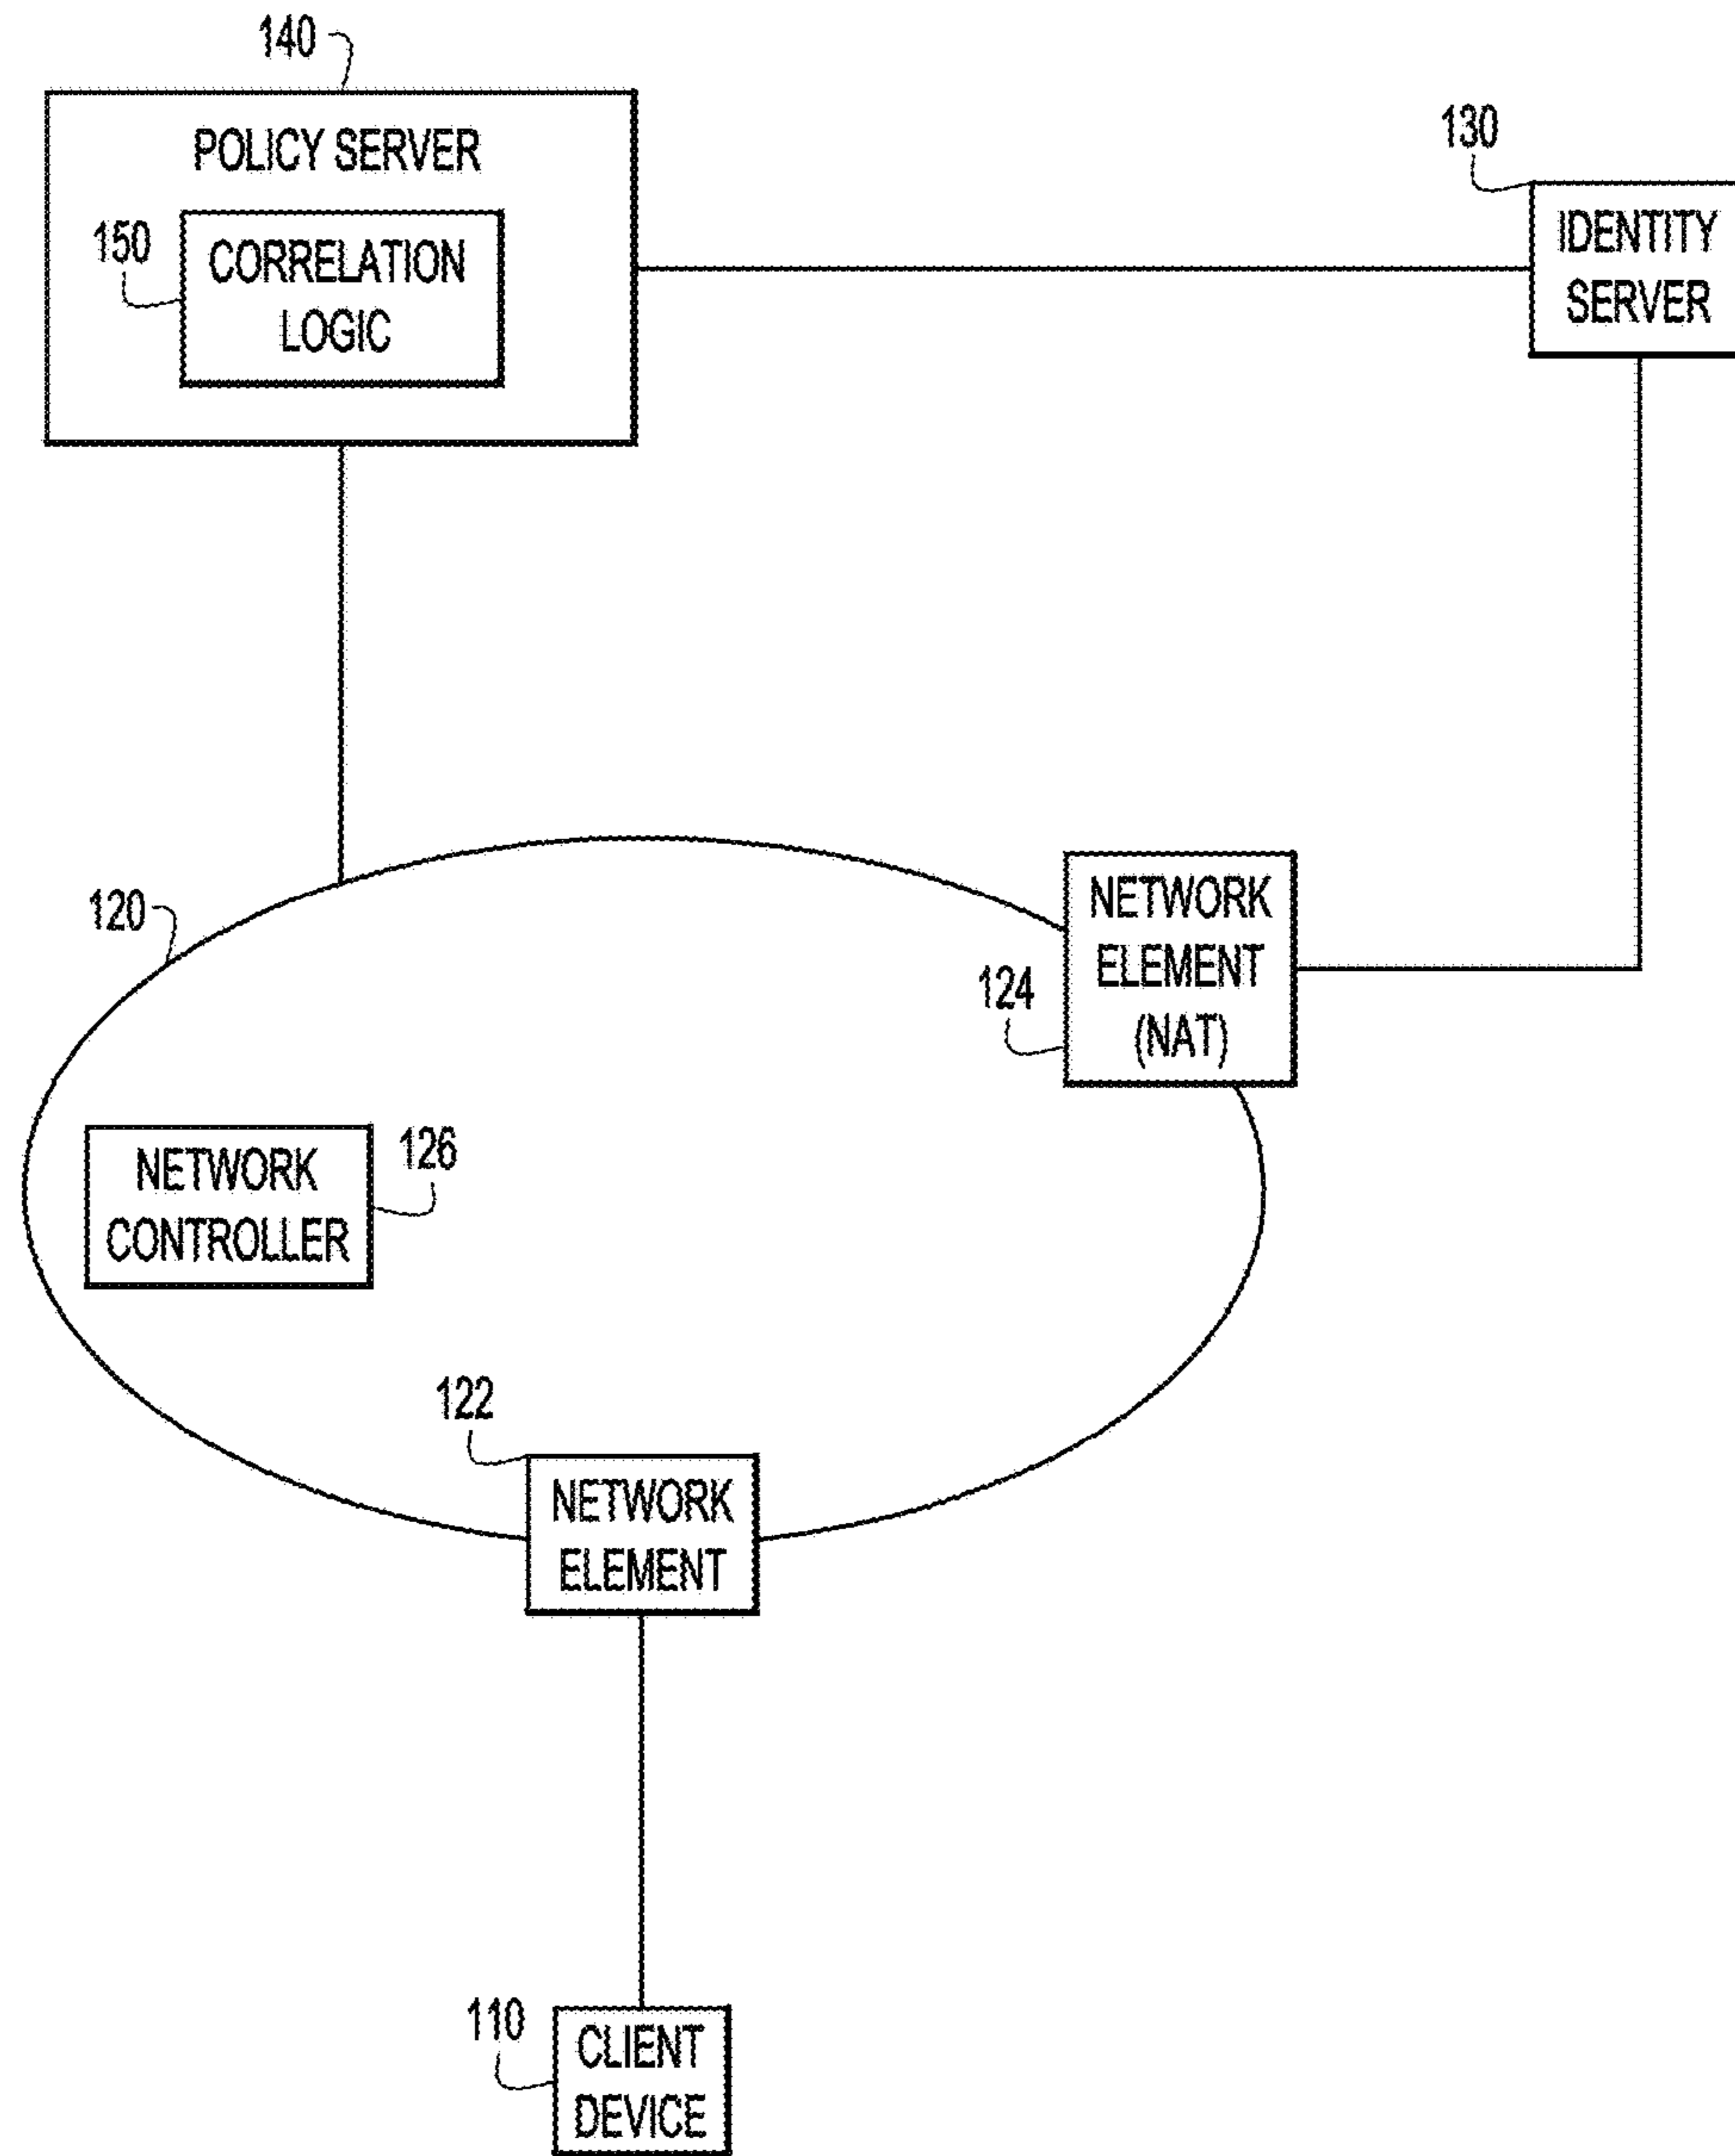 140
POLICY SERVER
130
IDENTITY
SERVER
150
CORRELATION
LOGIC
120
NETWORK
ELEMENT
(NAT)
124
NETWORK
CONTROLLER
126
122
NETWORK
ELEMENT
110
CLIENT
DEVICE